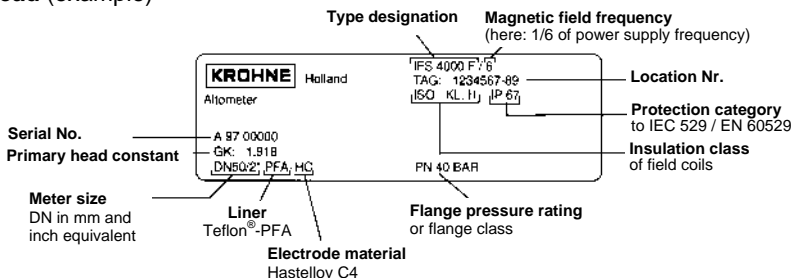 (example)
Type designation
Magnetic field frequency
(here: 1/6 of power supply frequency)
KROHNE Holland
Altometer
IFS 4000 F / 6
TAG: 1234567-89
ISO KL. H IP 67
Location Nr.
Protection category
to IEC 529 / EN 60529
Insulation class
of field coils
Serial No.
A 97 00000
Primary head constant
GK: 1.918
DN50/2" PFA HC
PN 40 BAR
Meter size
DN in mm and
inch equivalent
Liner
Teflon®-PFA
Electrode material
Hastelloy C4
Flange pressure rating
or flange class